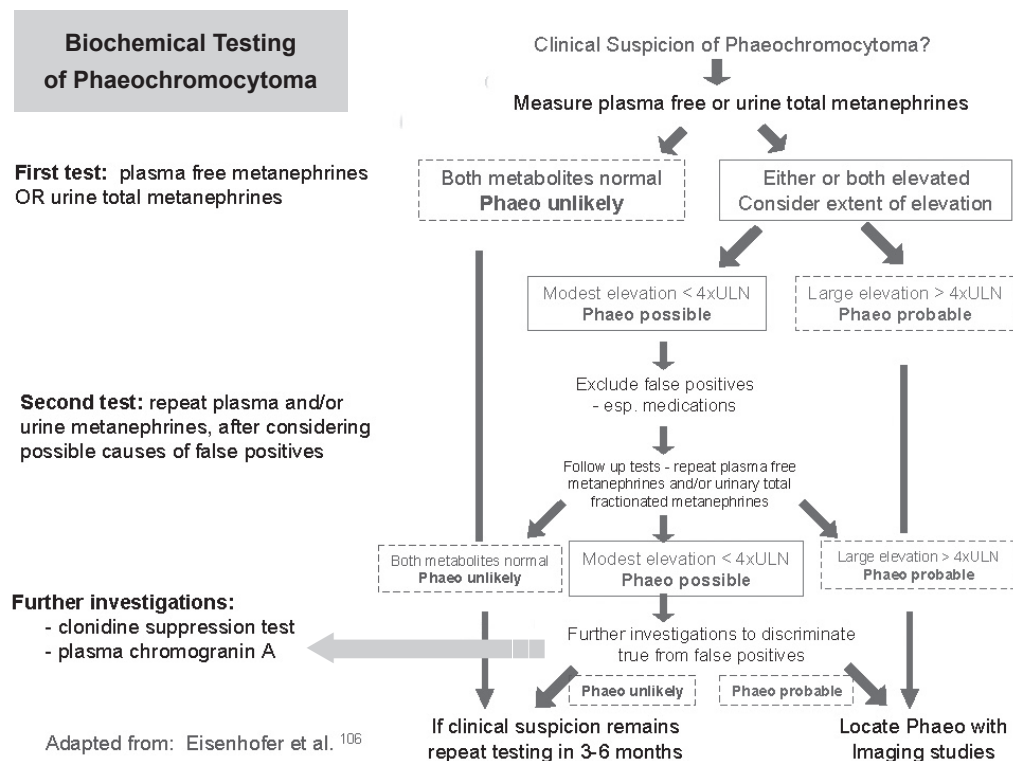 Biochemical Testing
of Phaeochromocytoma
Clinical Suspicion of Phaeochromocytoma?
Measure plasma free or urine total metanephrines
First test: plasma free metanephrines
OR urine total metanephrines
Both metabolites normal
Phaeo unlikely
Either or both elevated
Consider extent of elevation
Modest elevation < 4xULN
Phaeo possible
Large elevation > 4xULN
Phaeo probable
Exclude false positives
- esp. medications
Second test: repeat plasma and/or
urine metanephrines, after considering
possible causes of false positives
Follow up tests - repeat plasma free
metanephrines and/or urinary total
fractionated metanephrines
Both metabolites normal
Phaeo unlikely
Modest elevation < 4xULN
Phaeo possible
Large elevation > 4xULN
Phaeo probable
Further investigations:
- clonidine suppression test
- plasma chromogranin A
Further investigations to discriminate
true from false positives
Phaeo unlikely
Phaeo probable
If clinical suspicion remains
repeat testing in 3-6 months
Locate Phaeo with
Imaging studies
Adapted from: Eisenhofer et al. 106